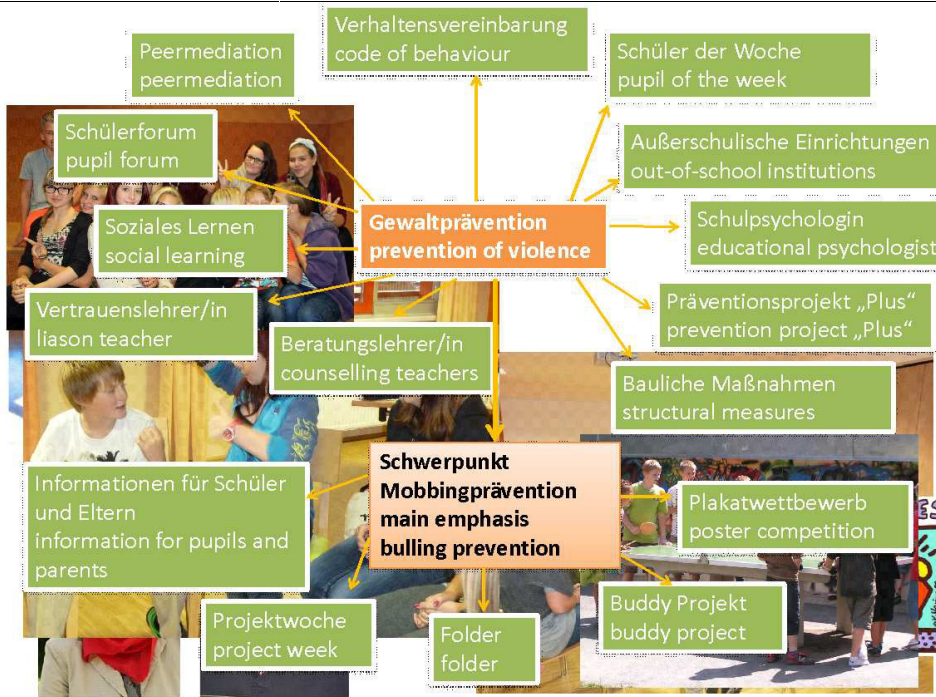 Verhaltensvereinbarung
code of behaviour
Peermediation
peermediation
Schüler der Woche
pupil of the week
Schülerforum
pupil forum
Außerschulische Einrichtungen
out-of-school institutions
Gewaltprävention
prevention of violence
Soziales Lernen
social learning
Schulpsychologin
educational psychologist
Vertrauenslehrer/in
liason teacher
Präventionsprojekt „Plus“
prevention project „Plus“
Beratungslehrer/in
counselling teachers
Bauliche Maßnahmen
structural measures
Schwerpunkt
Mobbingprävention
main emphasis
bulling prevention
Informationen für Schüler
und Eltern
information for pupils and
parents
Plakatwettbewerb
poster competition
Projektwoche
project week
Folder
folder
Buddy Projekt
buddy project